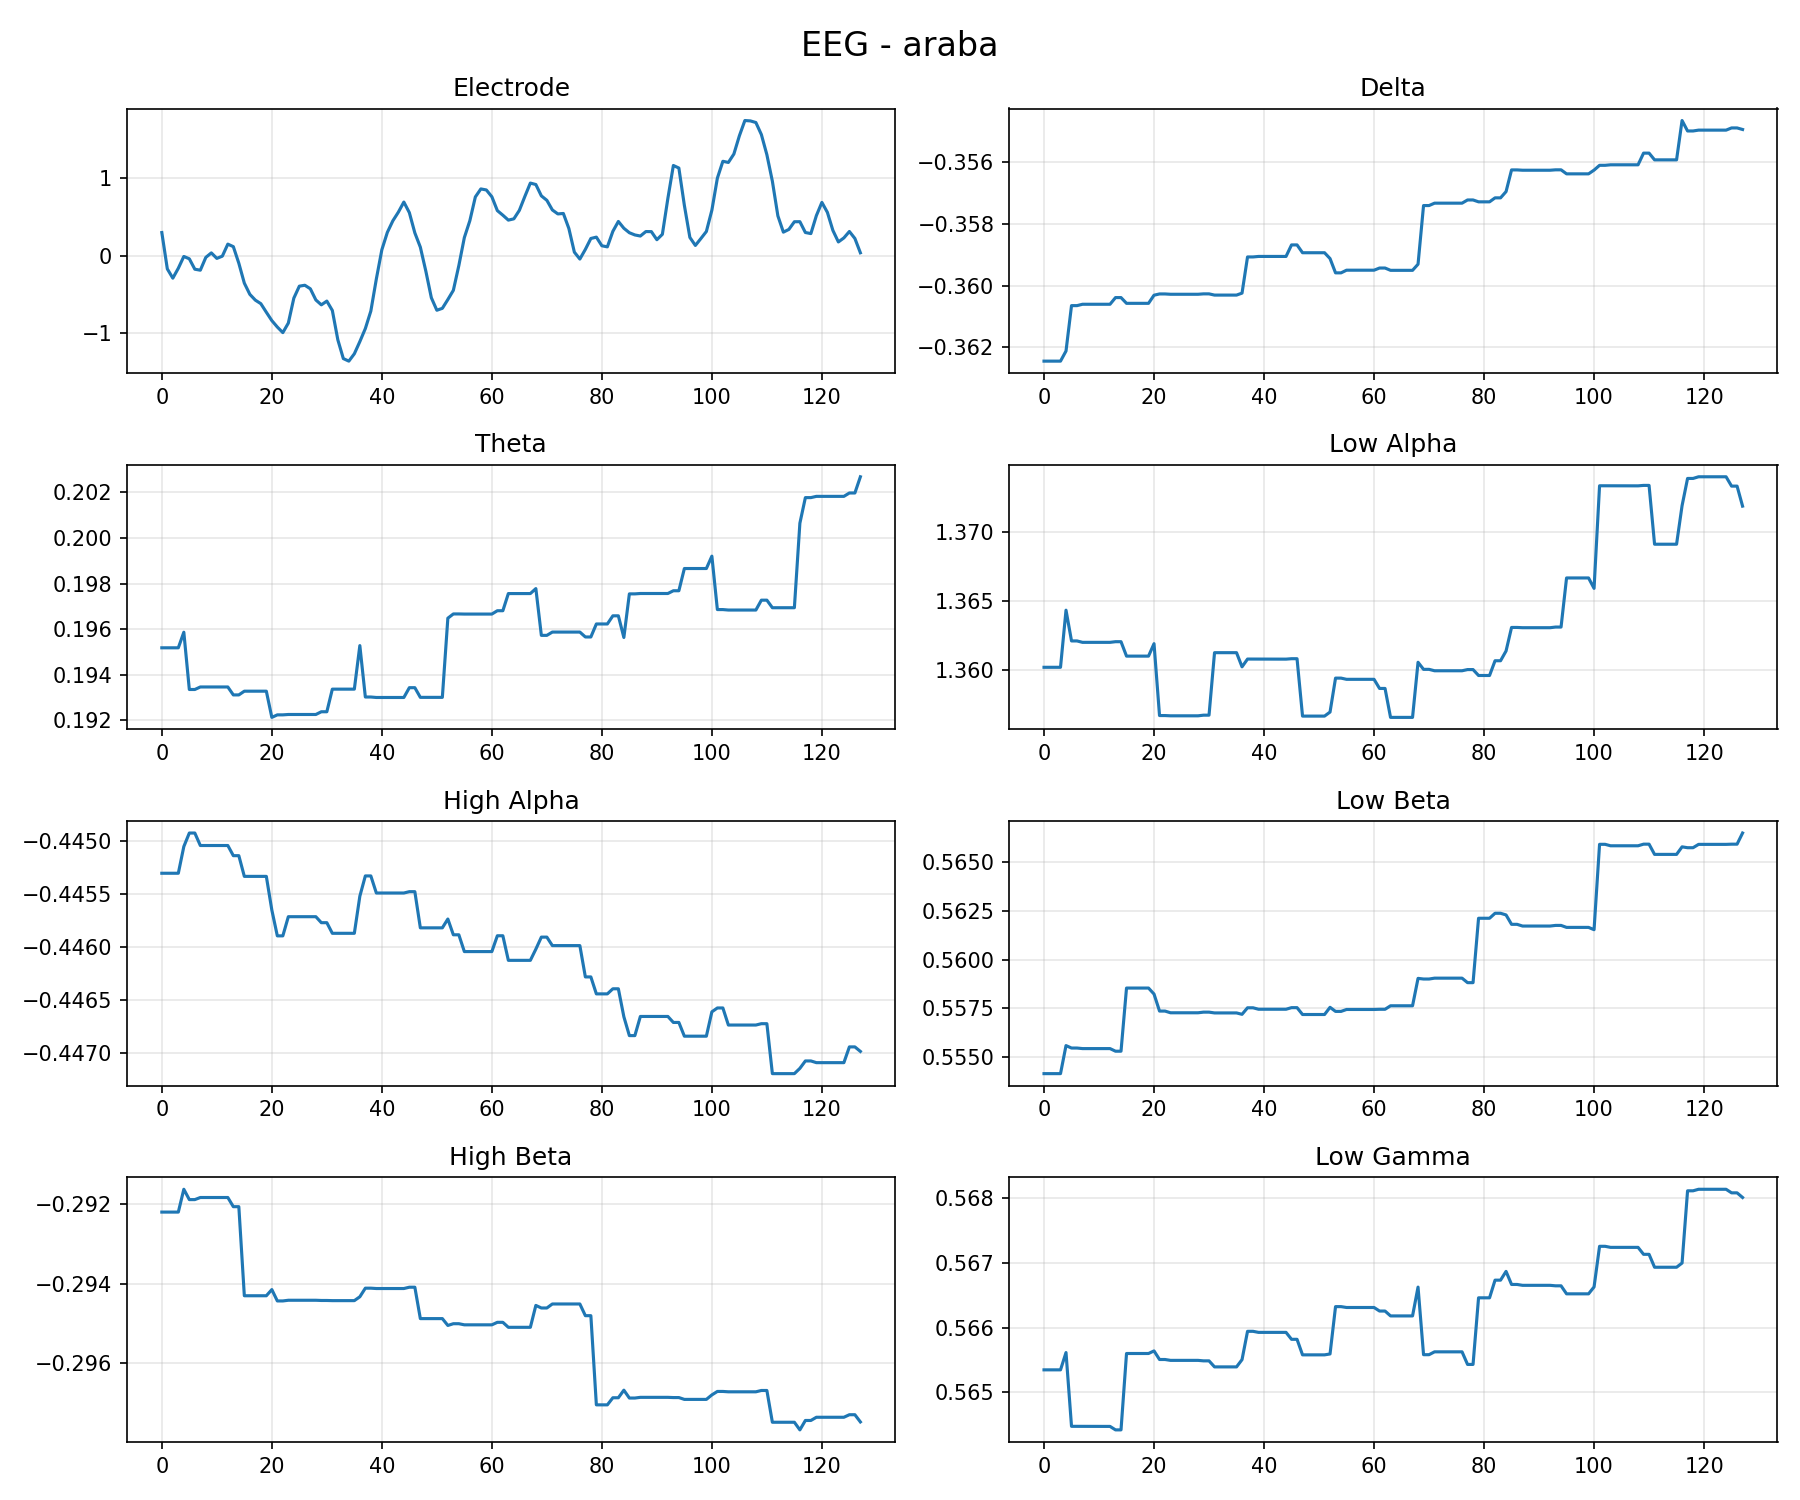 EEG - araba
Electrode
1
0
−1
0 20 40 60 80 100 120
Delta
−0.356
−0.358
−0.360
−0.362
0 20 40 60 80 100 120
Theta
0.202
0.200
0.198
0.196
0.194
0.192
0 20 40 60 80 100 120
Low Alpha
1.370
1.365
1.360
0 20 40 60 80 100 120
High Alpha
−0.4450
−0.4455
−0.4460
−0.4465
−0.4470
0 20 40 60 80 100 120
Low Beta
0.5650
0.5625
0.5600
0.5575
0.5550
0 20 40 60 80 100 120
High Beta
−0.292
−0.294
−0.296
0 20 40 60 80 100 120
Low Gamma
0.568
0.567
0.566
0.565
0 20 40 60 80 100 120